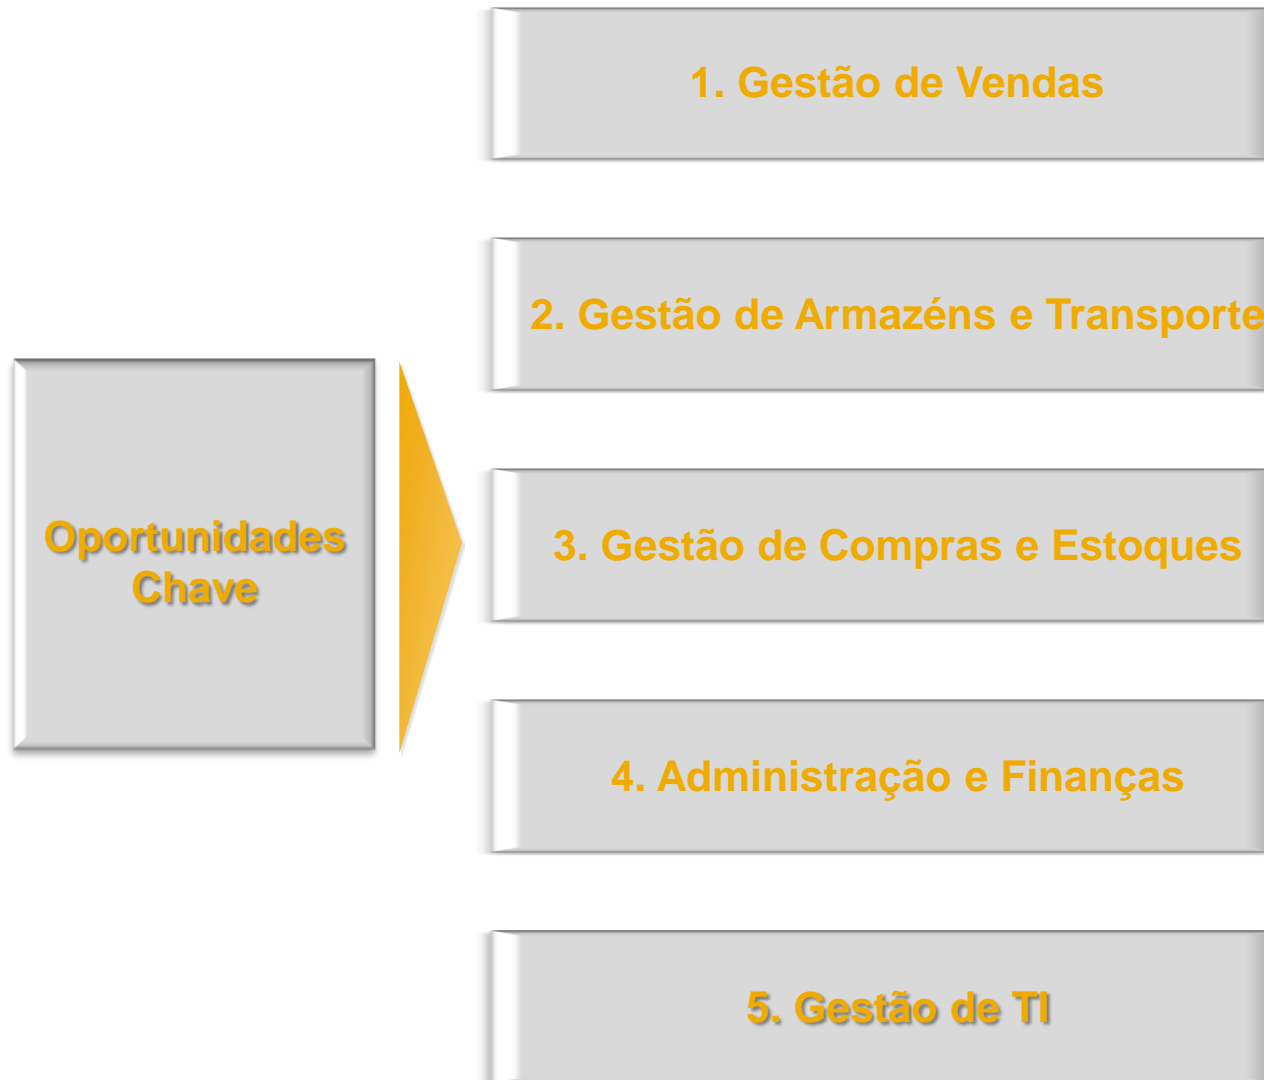 1. Gestão de Vendas
2. Gestão de Armazéns e Transporte
Oportunidades
Chave
3. Gestão de Compras e Estoques
4. Administração e Finanças
5. Gestão de TI